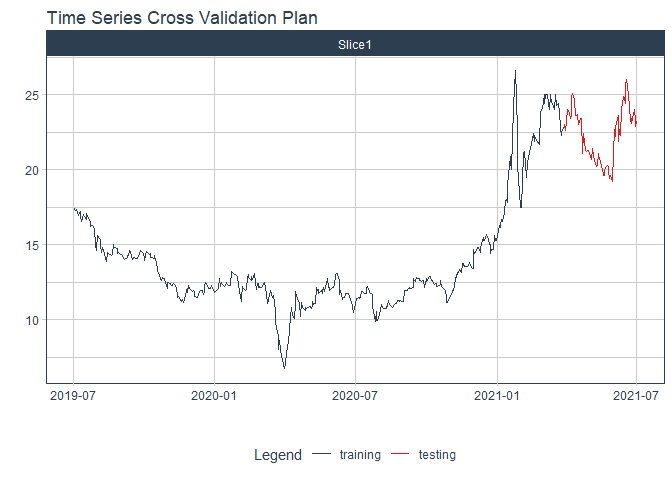 Time Series Cross Validation Plan
Slice1
25
20
15
10
2019-07 2020-01 2020-07 2021-01 2021-07
Legend training testing